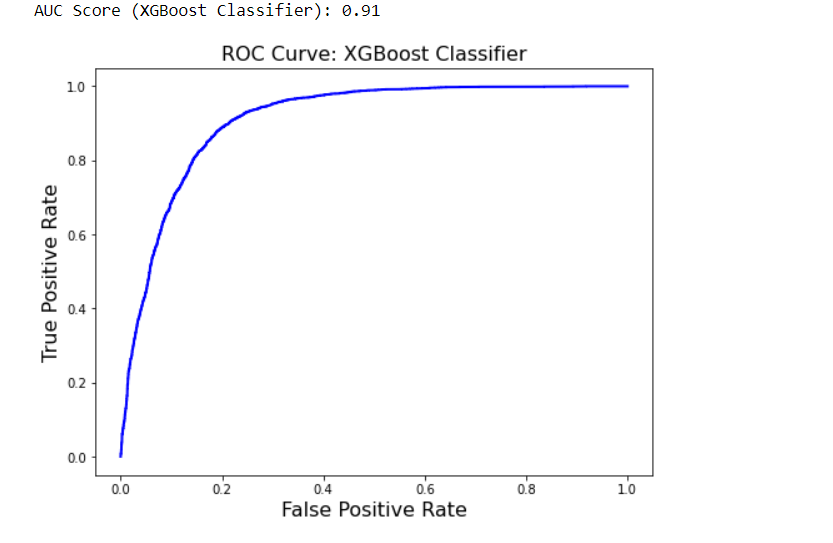 AUC Score (XGBoost Classifier): 0.91
ROC Curve: XGBoost Classifier
True Positive Rate
1.0
0.8
0.6
0.4
0.2
0.0
0.0 0.2 0.4 0.6 0.8 1.0
False Positive Rate